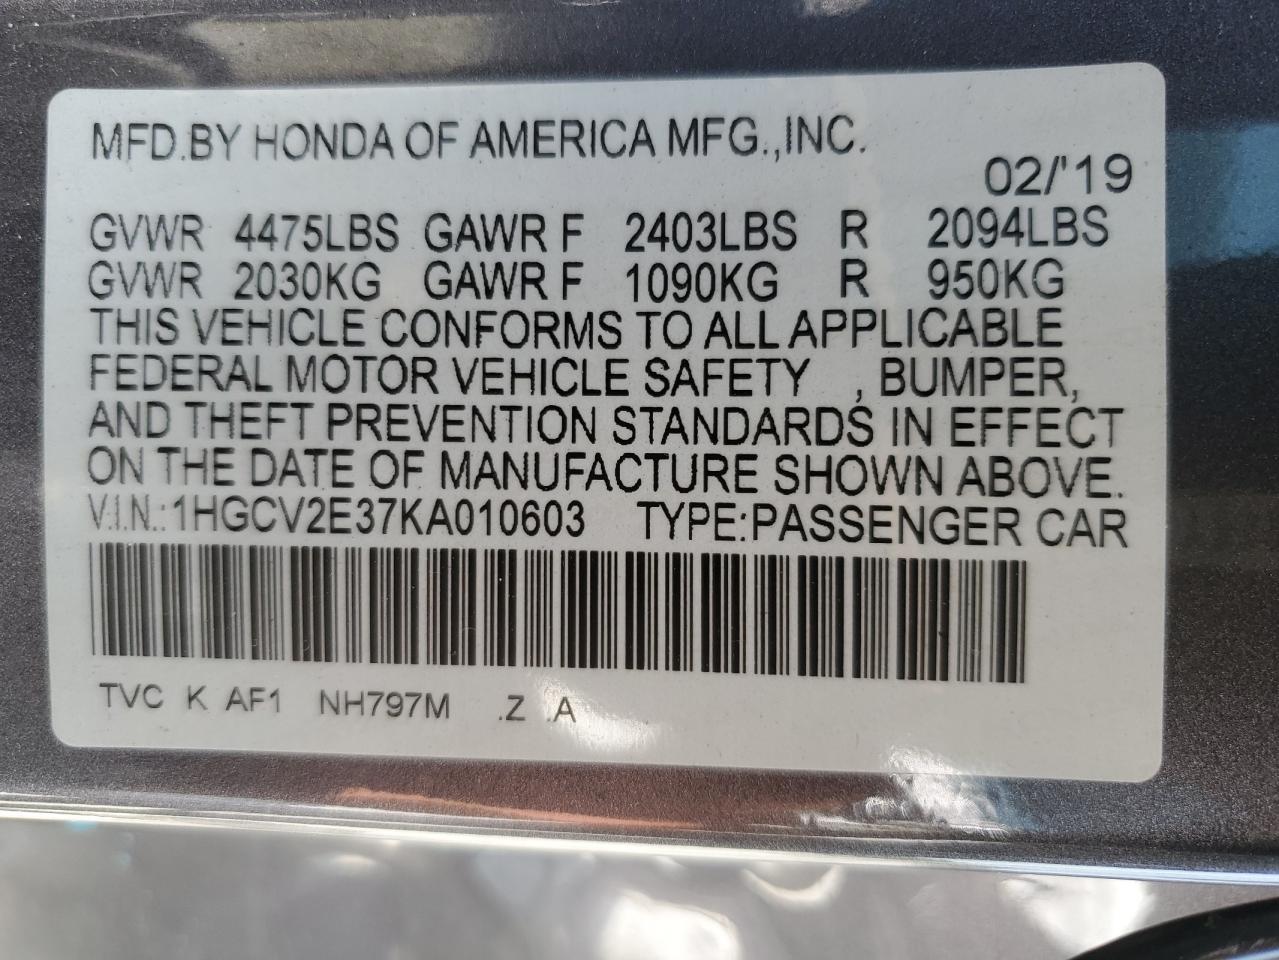 MFD.BY HONDA OF AMERICA MFG.,INC.
02/'19
GVWR 4475LBS GAWR F 2403LBS R 2094LBS
GVWR 2030KG GAWR F 1090KG R 950KG
THIS VEHICLE CONFORMS TO ALL APPLICABLE
FEDERAL MOTOR VEHICLE SAFETY , BUMPER,
AND THEFT PREVENTION STANDARDS IN EFFECT
ON THE DATE OF MANUFACTURE SHOWN ABOVE.
V.I.N.:1HGCV2E37KA010603 TYPE:PASSENGER CAR
TVC K AF1 NH797M .Z .A